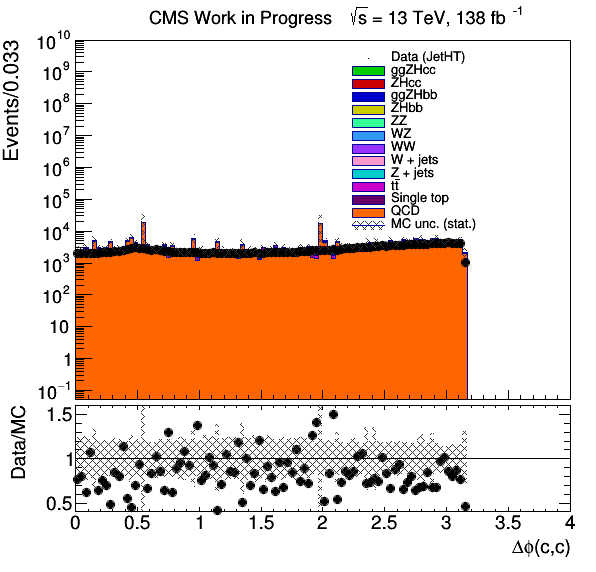 CMS Work in Progress √s = 13 TeV, 138 fb⁻¹
Events/0.033
10¹⁰
10⁹
10⁸
10⁷
10⁶
10⁵
10⁴
10³
10²
10
1
10⁻¹
Data (JetHT)
ggZHcc
ZHcc
ggZHbb
ZHbb
ZZ
WZ
WW
W + jets
Z + jets
tt̄
Single top
QCD
MC unc. (stat.)
Data/MC
1.5
1
0.5
0 0.5 1 1.5 2 2.5 3 3.5 4
Δϕ(c,c)